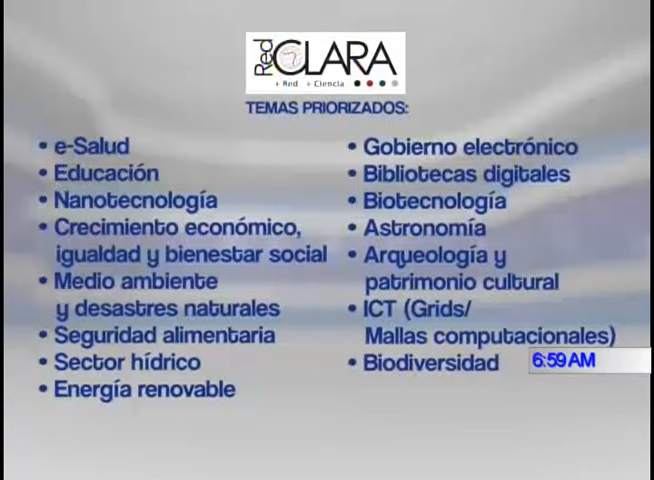 Red CLARA
+ Red + Ciencia
TEMAS PRIORIZADOS:
• e-Salud
• Educación
• Nanotecnología
• Crecimiento económico,
igualdad y bienestar social
• Medio ambiente
y desastres naturales
• Seguridad alimentaria
• Sector hídrico
• Energía renovable
• Gobierno electrónico
• Bibliotecas digitales
• Biotecnología
• Astronomía
• Arqueología y
patrimonio cultural
• ICT (Grids/
Mallas computacionales)
• Biodiversidad
6:59 AM